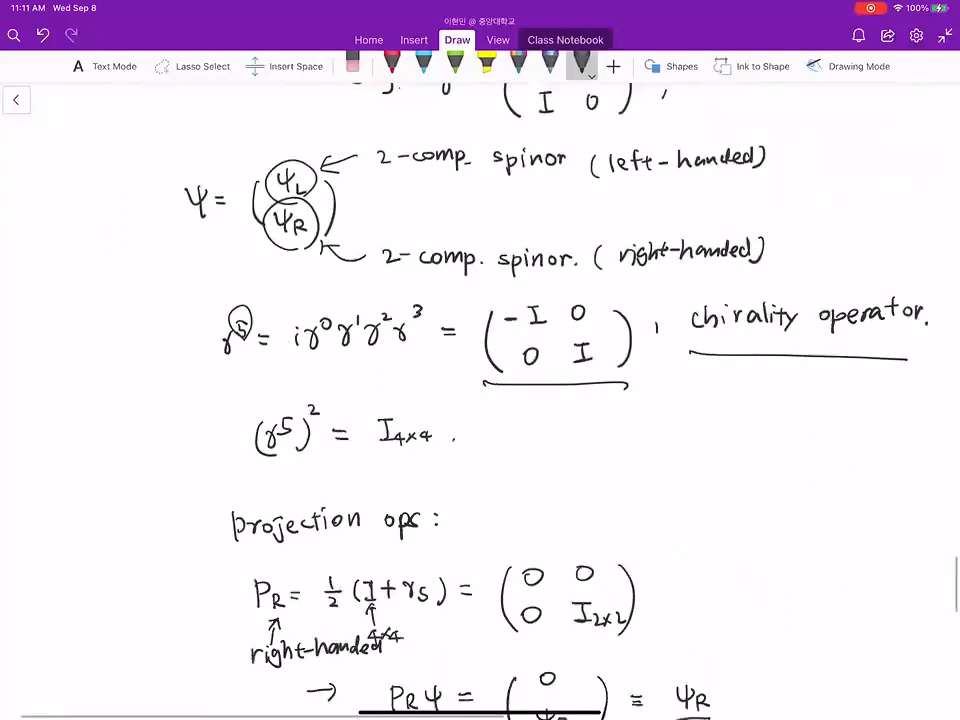 11:11 AM Wed Sep 8
100%
이현민 @ 중앙대학교
Home Insert Draw View Class Notebook
A Text Mode Lasso Select Insert Space Shapes Ink to Shape Drawing Mode
( I 0 ) ,
2-comp. spinor (left-handed)
ψ = ( ψL
ψR )
2-comp. spinor. (right-handed)
γ⁵ = iγ⁰γ¹γ²γ³ = ( -I 0
0 I ) , chirality operator.
(γ⁵)² = I4×4 .
projection ops :
PR = 1/2 (I + γ5) = ( 0 0
0 I2×2 )
4×4
right-handed
→ PRψ = ( 0 ≡ ψR